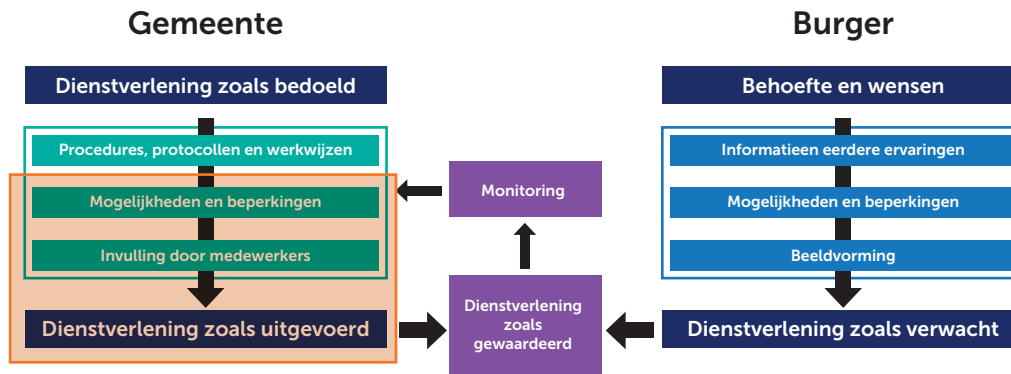 Gemeente
Dienstverlening zoals bedoeld
Procedures, protocollen en werkwijzen
Mogelijkheden en beperkingen
Invulling door medewerkers
Dienstverlening zoals uitgevoerd
Monitoring
Dienstverlening
zoals
gewaardeerd
Burger
Behoefte en wensen
Informatieen eerdere ervaringen
Mogelijkheden en beperkingen
Beeldvorming
Dienstverlening zoals verwacht